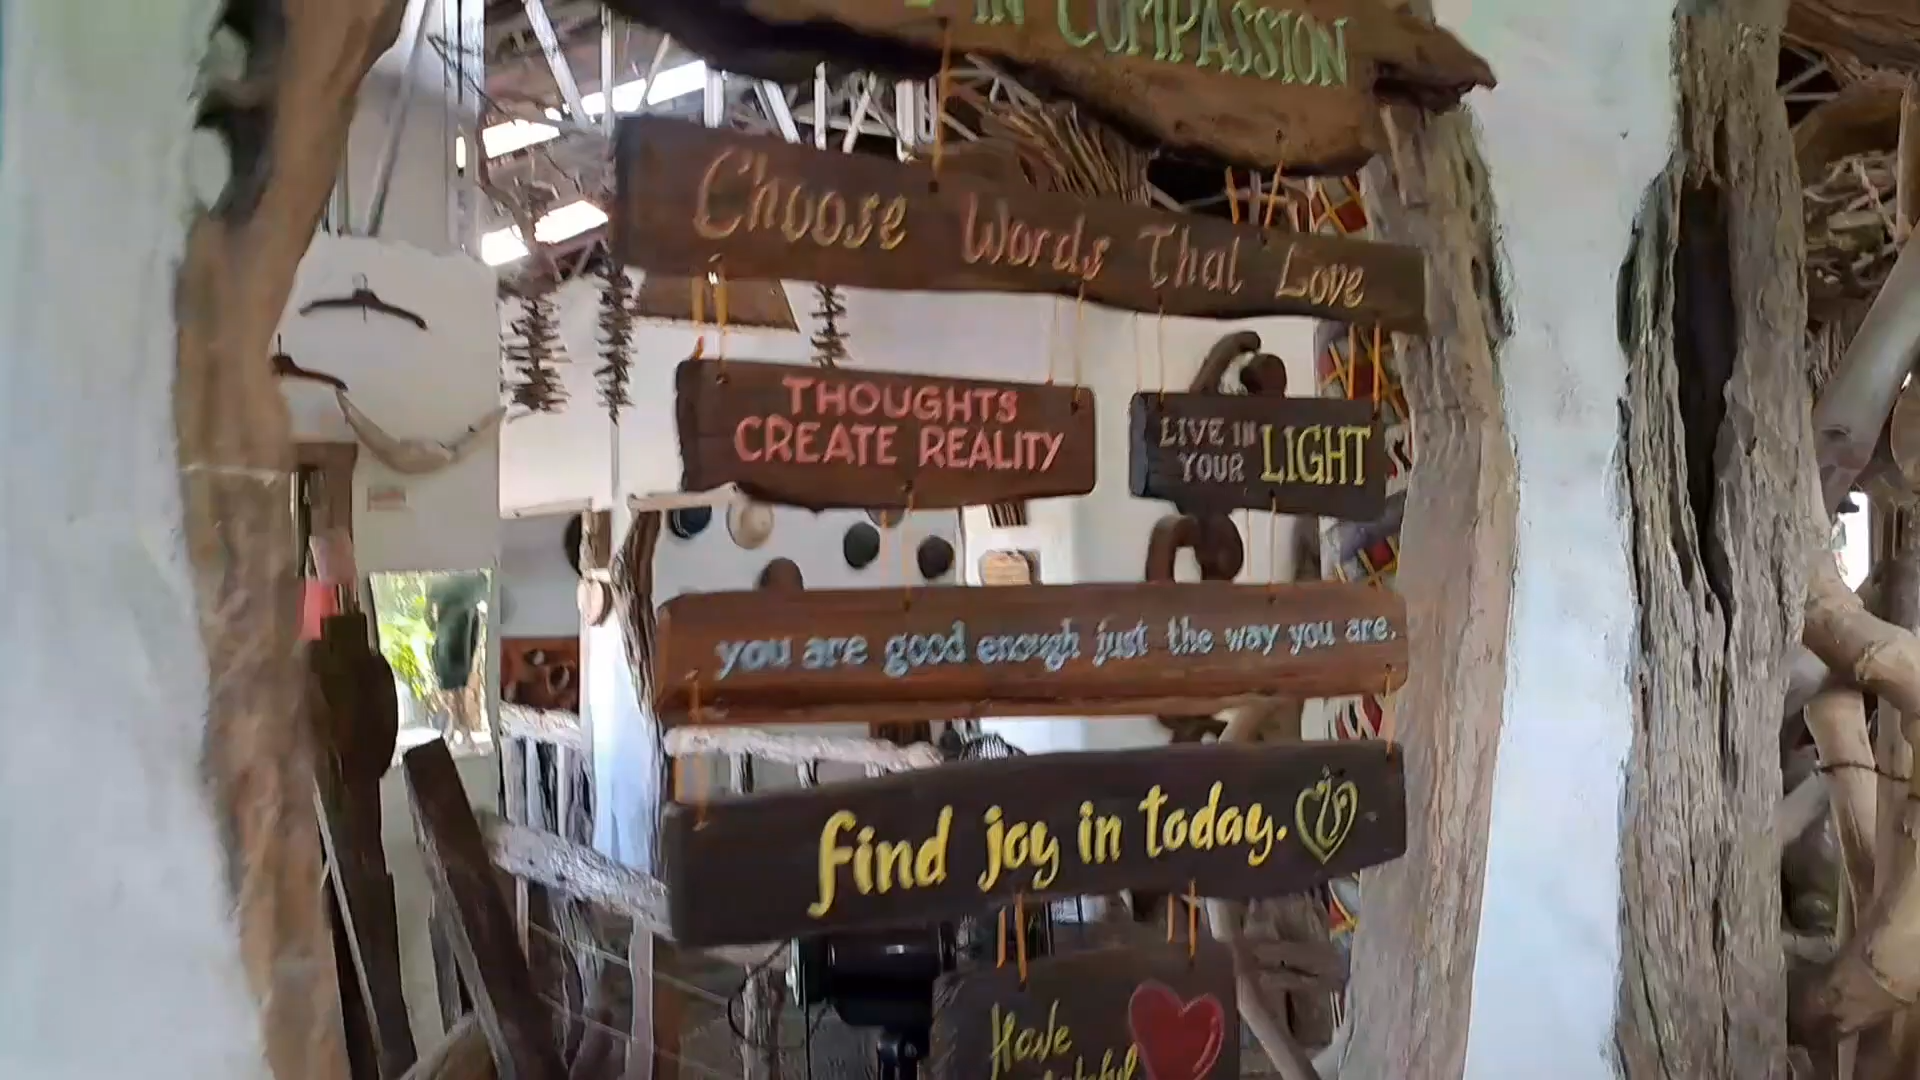 IN COMPASSION
Choose Words That Love
THOUGHTS
CREATE REALITY
LIVE IN
YOUR LIGHT
you are good enough just the way you are.
find joy in today.
Have